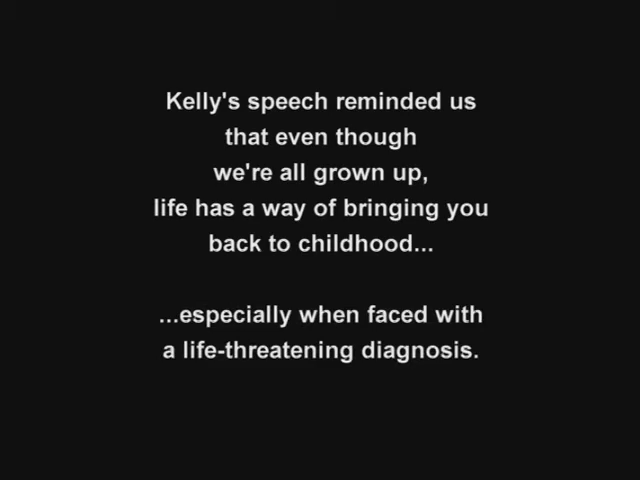 Kelly's speech reminded us
that even though
we're all grown up,
life has a way of bringing you
back to childhood...
...especially when faced with
a life-threatening diagnosis.